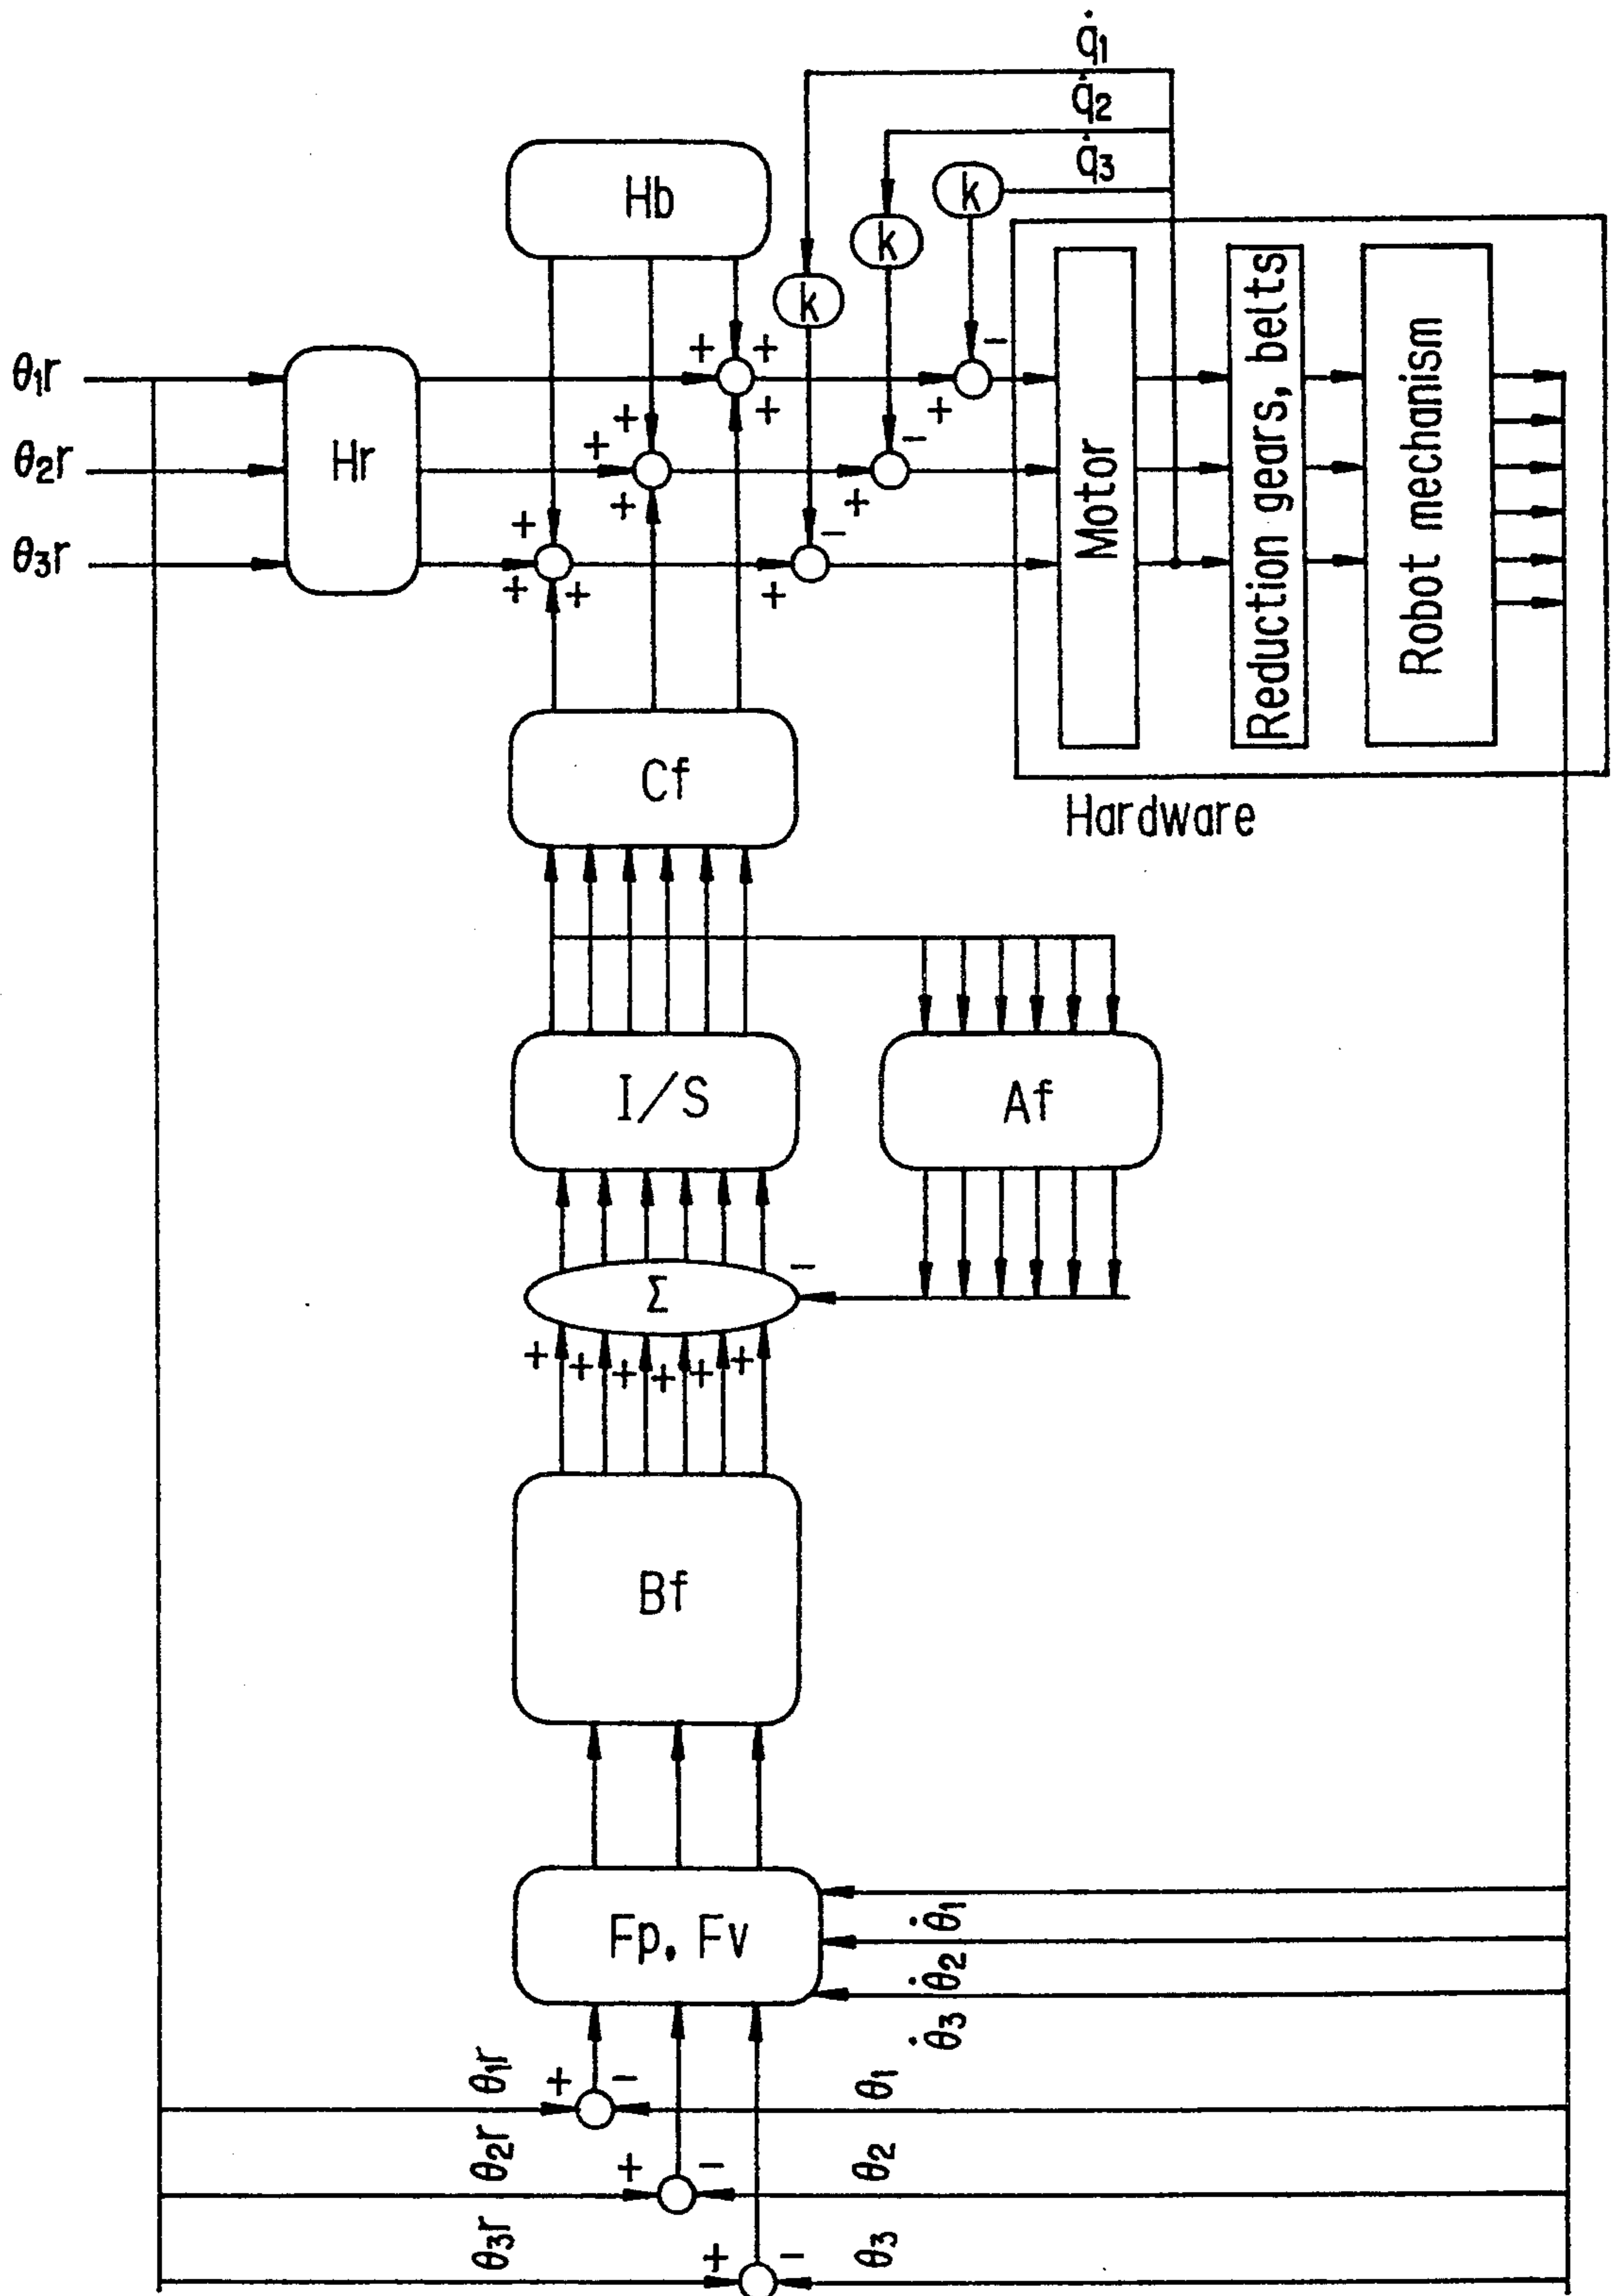 q̇1
q̇2
q̇3
Hb
k
k
k
θ1r
θ2r
θ3r
Hr
+ + +
+ + +
+ + +
-
+
-
+
-
+
Motor
Reduction gears, belts
Robot mechanism
Hardware
Cf
I/S
Af
Σ
-
+ + + + + +
Bf
Fp. Fv
θ̇1
θ̇2
θ̇3
θ1r + - θ1
θ2r + - θ2
θ3r + - θ3